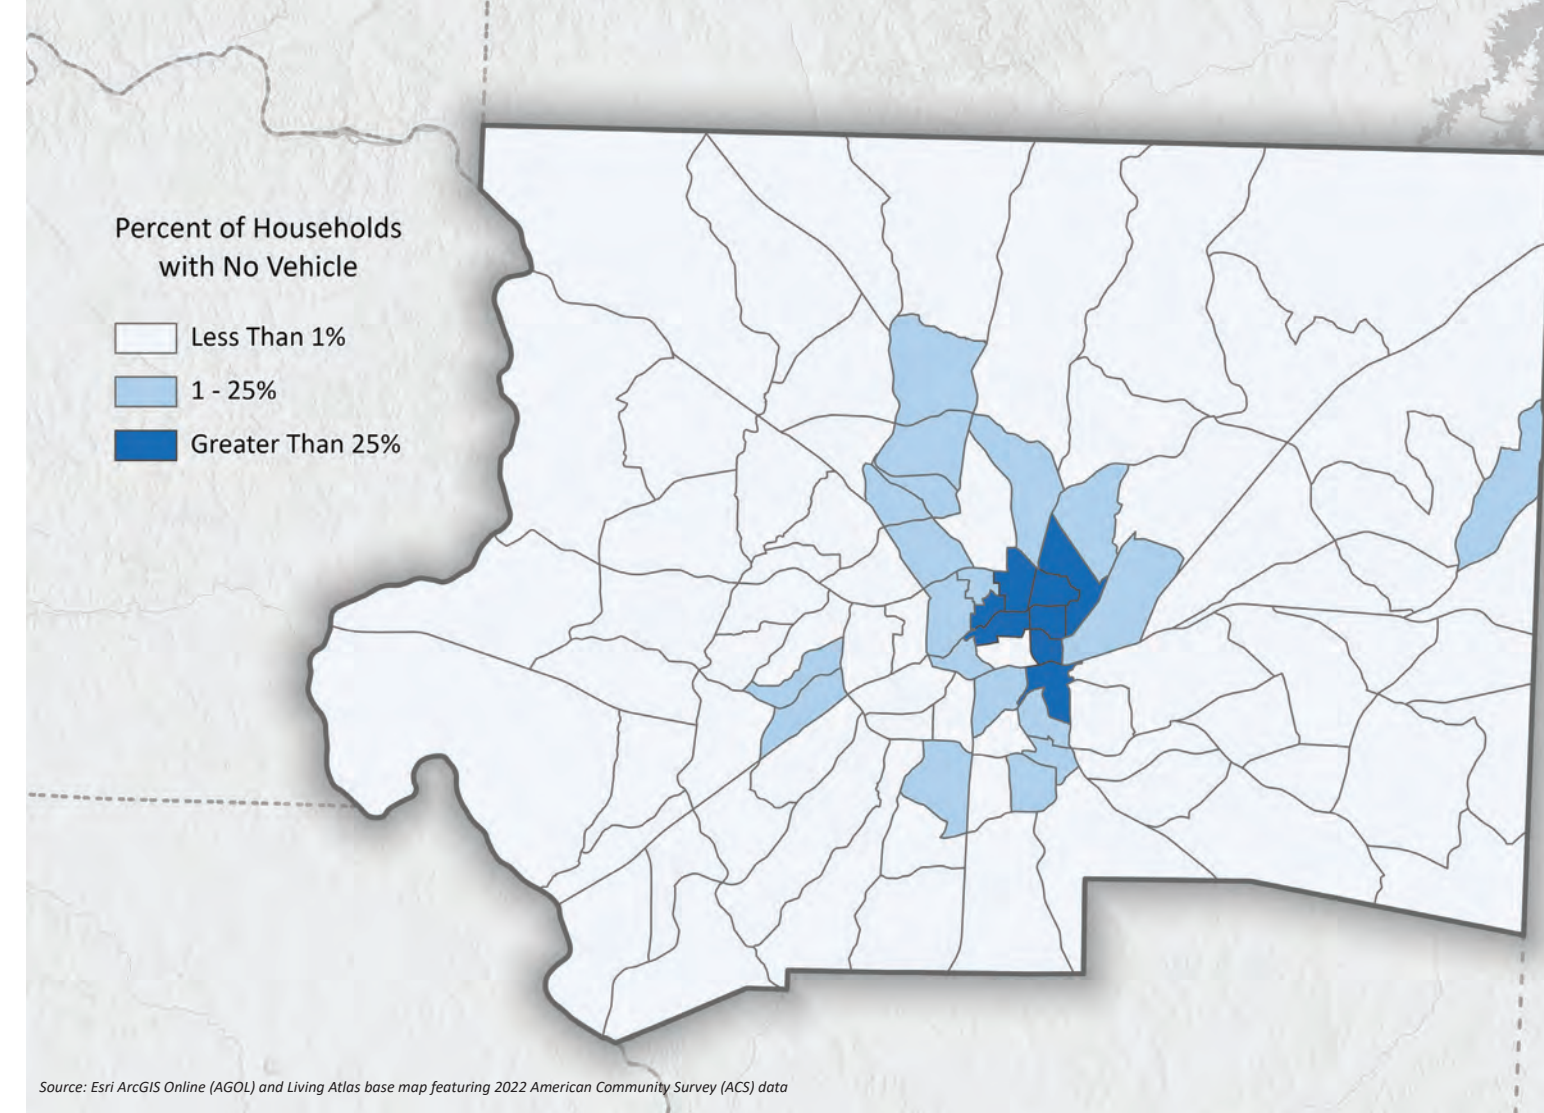 Percent of Households
with No Vehicle
Less Than 1%
1 - 25%
Greater Than 25%
Source: Esri ArcGIS Online (AGOL) and Living Atlas base map featuring 2022 American Community Survey (ACS) data